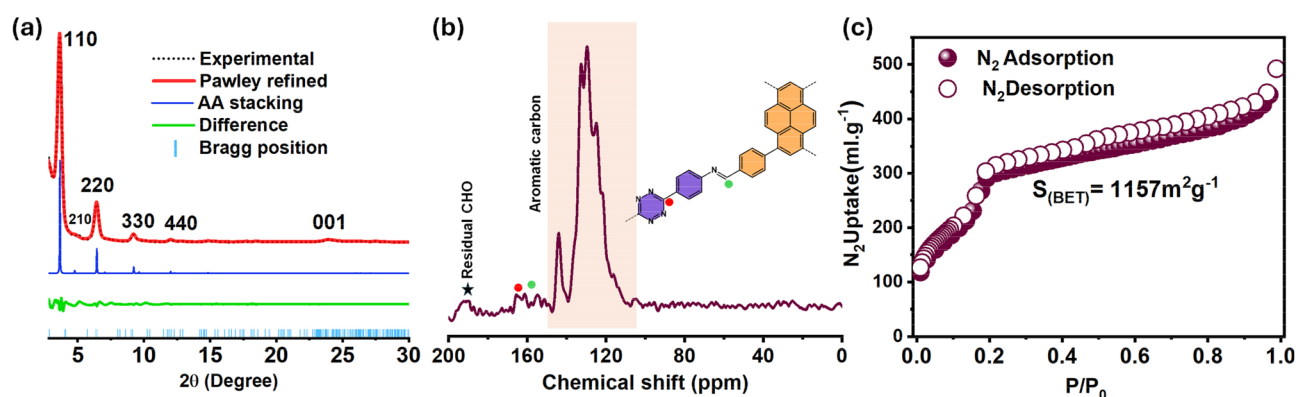 (a)
110
Experimental
Pawley refined
AA stacking
Difference
Bragg position
220
210
330
440
001
5
10
15
20
25
30
2θ (Degree)
(b)
Aromatic carbon
Residual CHO
N
N
N
N
N
200
160
120
80
40
0
Chemical shift (ppm)
(c)
N2 Adsorption
N2Desorption
S(BET)= 1157m2g-1
500
400
300
200
100
0
N2Uptake(ml.g-1)
0.0
0.2
0.4
0.6
0.8
1.0
P/P0